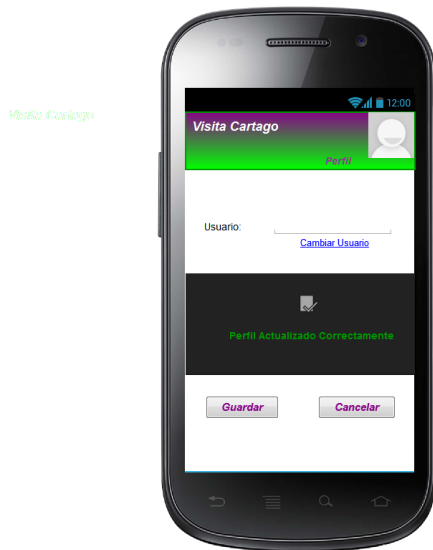 12:00
Visita Cartago
Visita Cartago
Perfil
Usuario:
Cambiar Usuario
Perfil Actualizado Correctamente
Guardar Cancelar